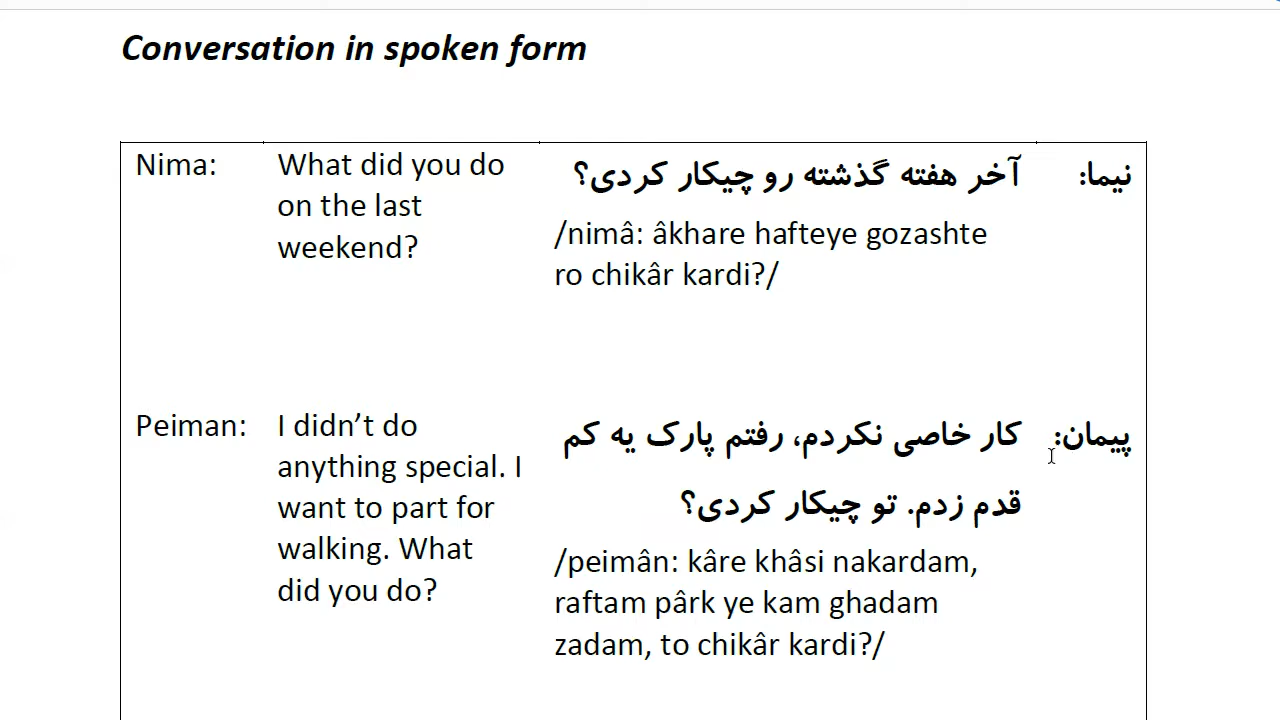 Conversation in spoken form
Nima:
What did you do
on the last
weekend?
آخر هفته گذشته رو چیکار کردی؟
/nimâ: âkhare hafteye gozashte
ro chikâr kardi?/
نیما:
Peiman:
I didn’t do
anything special. I
want to part for
walking. What
did you do?
کار خاصی نکردم، رفتم پارک یه کم
قدم زدم. تو چیکار کردی؟
/peimân: kâre khâsi nakardam,
raftam pârk ye kam ghadam
zadam, to chikâr kardi?/
پیمان: